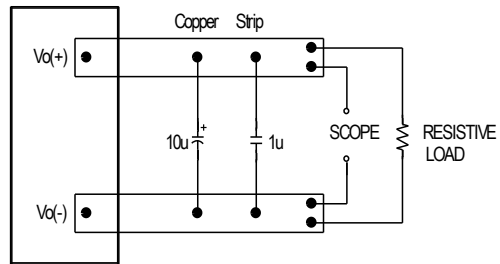 Copper Strip
Vo(+)
+
10u
1u
SCOPE
RESISTIVE
LOAD
Vo(-)